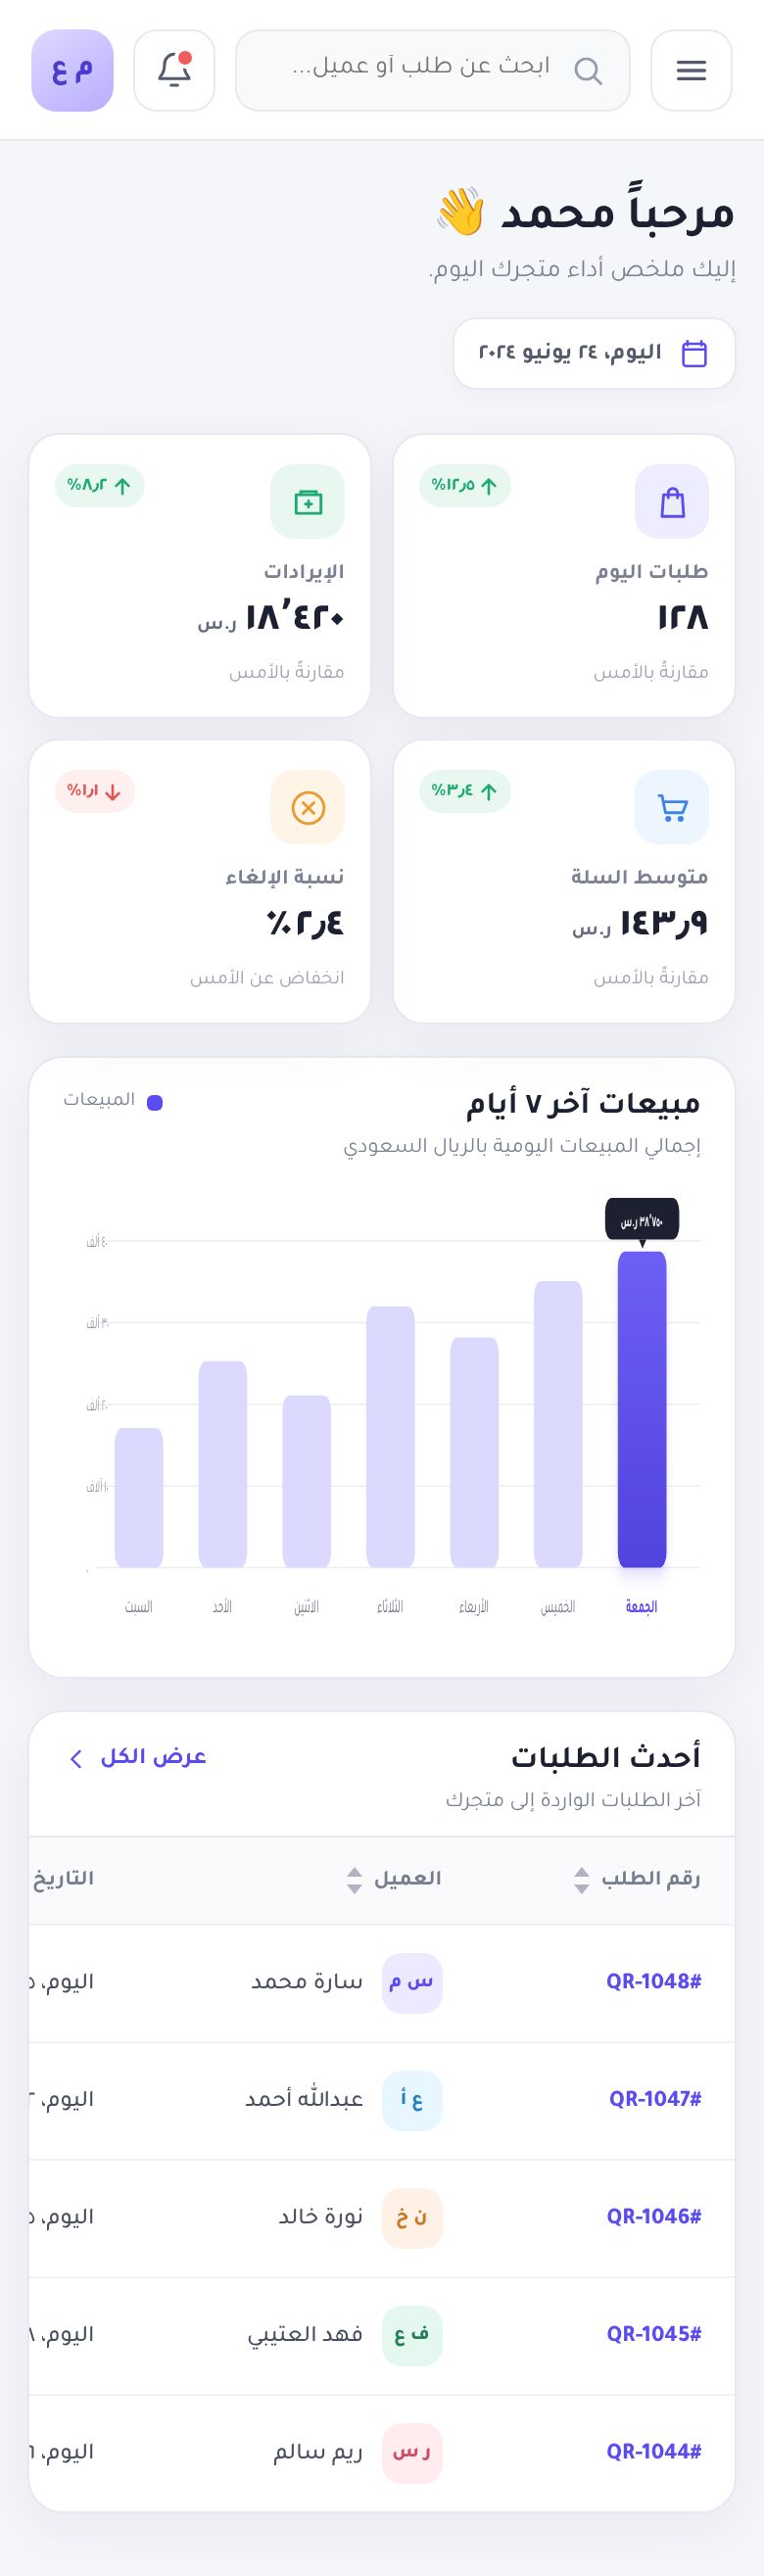 ابحث عن طلب أو عميل...
م ع
مرحباً محمد 👋
إليك ملخص أداء متجرك اليوم.
اليوم، ٢٤ يونيو ٢٠٢٤
↑ ١٢٫٥%
طلبات اليوم
١٢٨
مقارنةً بالأمس
↑ ٨٫٢%
الإيرادات
١٨٬٤٢٠ ر.س
مقارنةً بالأمس
↑ ٣٫٤%
متوسط السلة
١٤٣٫٩ ر.س
مقارنةً بالأمس
↓ ١٫١%
نسبة الإلغاء
٢٫٤٪
انخفاض عن الأمس
مبيعات آخر ٧ أيام
المبيعات
إجمالي المبيعات اليومية بالريال السعودي
٣٨٬٧٥٠ ر.س
٤٠ ألف
٣٠ ألف
٢٠ ألف
١٠ آلاف
٠
الجمعة الخميس الأربعاء الثلاثاء الاثنين الأحد السبت
أحدث الطلبات
عرض الكل
آخر الطلبات الواردة إلى متجرك
رقم الطلب العميل التاريخ
QR-1048# س م سارة محمد اليوم،
QR-1047# ع أ عبدالله أحمد اليوم،
QR-1046# ن خ نورة خالد اليوم،
QR-1045# ف ع فهد العتيبي اليوم،
QR-1044# ر س ريم سالم اليوم،